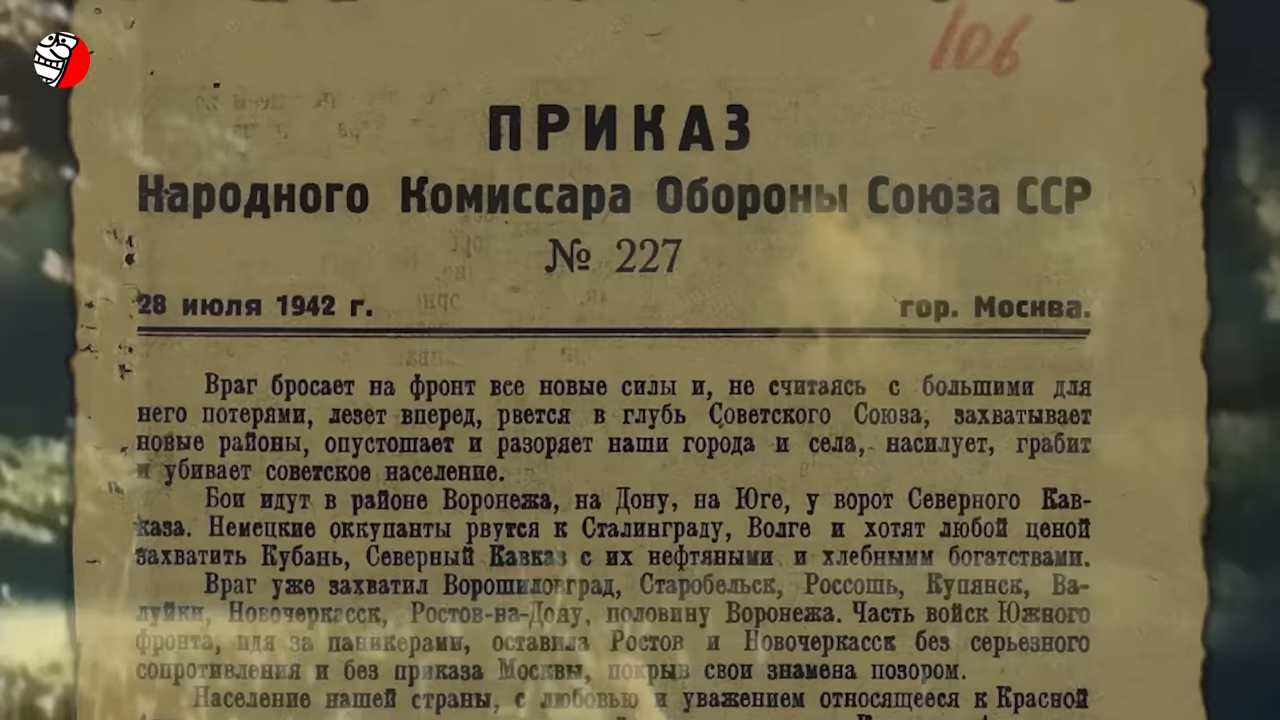 106
ПРИКАЗ
Народного Комиссара Обороны Союза ССР
№ 227
28 июля 1942 г. гор. Москва.
Враг бросает на фронт все новые силы и, не считаясь с большими для
него потерями, лезет вперед, рвется в глубь Советского Союза, захватывает
новые районы, опустошает и разоряет наши города и села, насилует, грабит
и убивает советское население.
Бои идут в районе Воронежа, на Дону, на Юге, у ворот Северного Кав-
каза. Немецкие оккупанты рвутся к Сталинграду, Волге и хотят любой ценой
захватить Кубань, Северный Кавказ с их нефтяными и хлебными богатствами.
Враг уже захватил Ворошиловград, Старобельск, Россошь, Купянск, Ва-
луйки, Новочеркасск, Ростов-на-Дону, половину Воронежа. Часть войск Южного
фронта, идя за паникерами, оставила Ростов и Новочеркасск без серьезного
сопротивления и без приказа Москвы, покрыв свои знамена позором.
Население нашей страны, с любовью и уважением относящееся к Красной